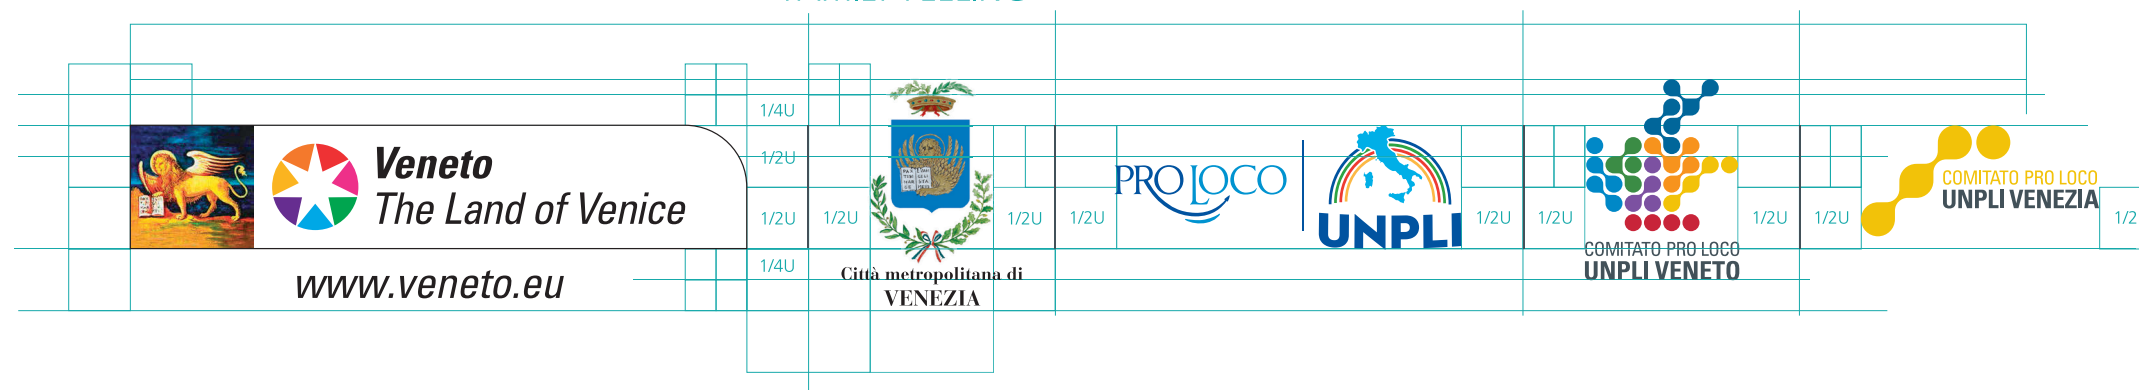 1/4U
1/2U
Veneto
The Land of Venice
1/2U
1/2U
1/2U
1/2U
PROLOCO
UNPLI
1/2U
1/2U
COMITATO PRO LOCO
UNPLI VENETO
1/2U
1/2U
COMITATO PRO LOCO
UNPLI VENEZIA
1/2
www.veneto.eu
1/4U
Città metropolitana di
VENEZIA